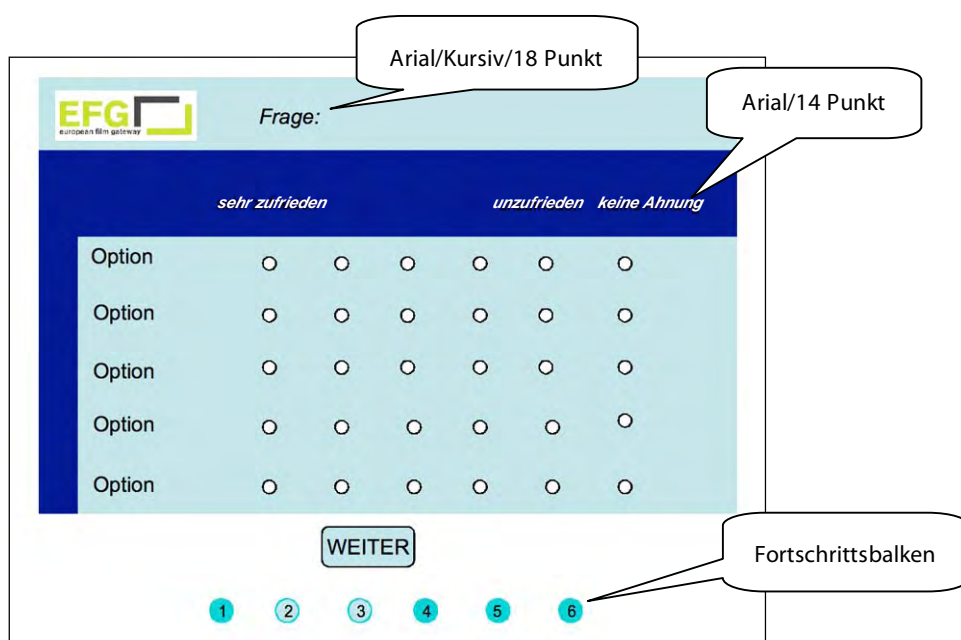 Arial/Kursiv/18 Punkt
Arial/14 Punkt
EFG
european film gateway
Frage:
sehr zufrieden unzufrieden keine Ahnung
Option
Option
Option
Option
Option
WEITER
Fortschrittsbalken
1 2 3 4 5 6